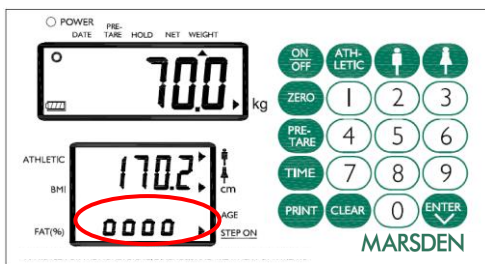 POWER
DATE PRE-TARE HOLD NET WEIGHT
70.0 kg
ATHLETIC
170.2
BMI
cm
AGE
FAT(%)
0000
STEP ON
ON/OFF ATH-LETIC
ZERO 1 2 3
PRE-TARE 4 5 6
TIME 7 8 9
PRINT CLEAR 0 ENTER
MARSDEN